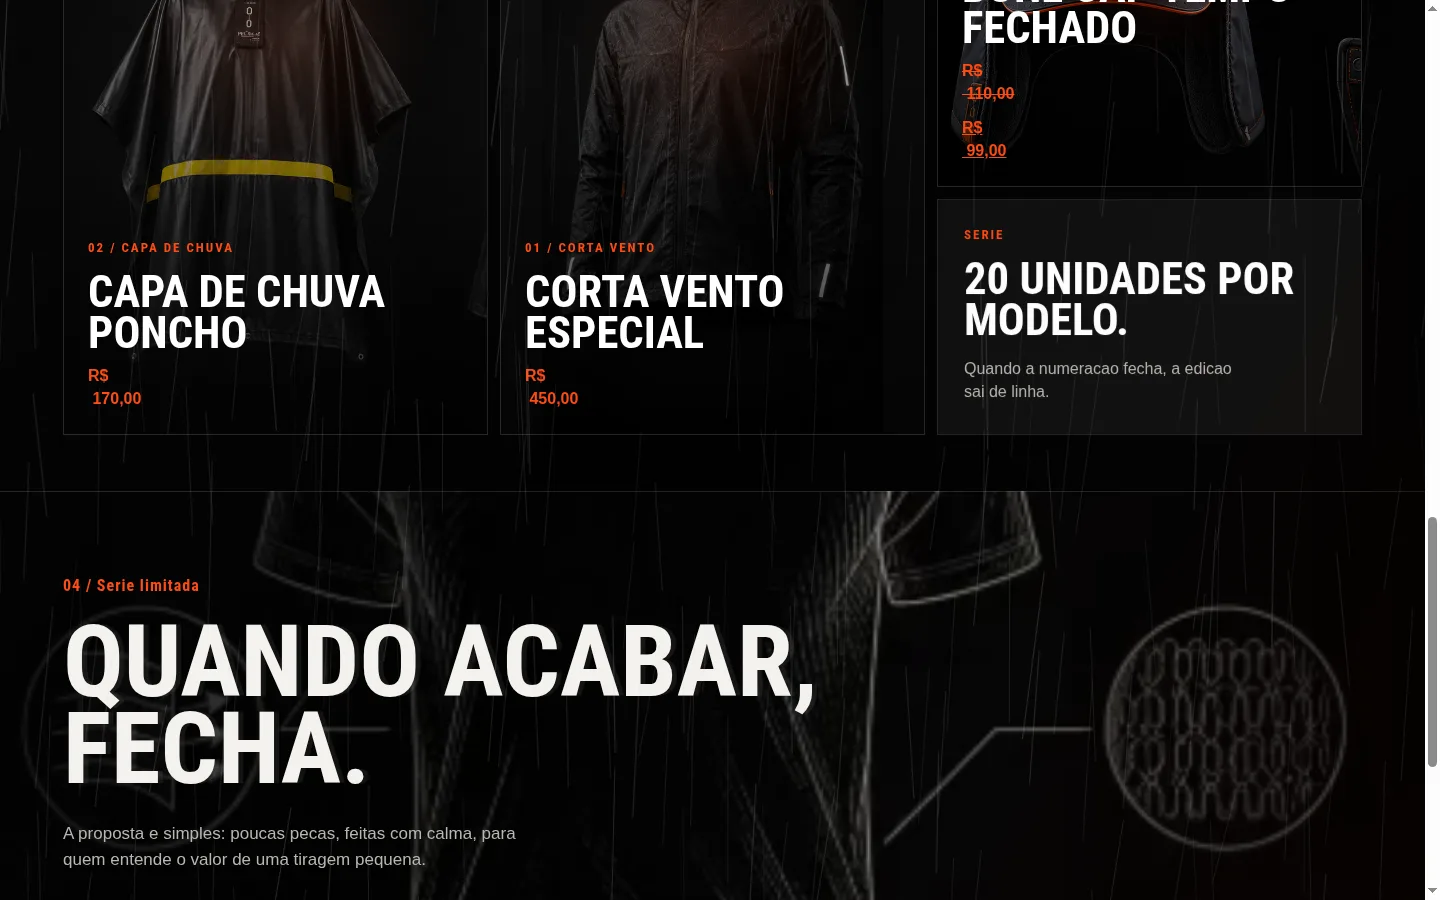 FECHADO
R$
110,00
R$
99,00
02 / CAPA DE CHUVA
CAPA DE CHUVA
PONCHO
R$
170,00
01 / CORTA VENTO
CORTA VENTO
ESPECIAL
R$
450,00
SERIE
20 UNIDADES POR
MODELO.
Quando a numeracao fecha, a edicao
sai de linha.
04 / Serie limitada
QUANDO ACABAR,
FECHA.
A proposta e simples: poucas pecas, feitas com calma, para
quem entende o valor de uma tiragem pequena.